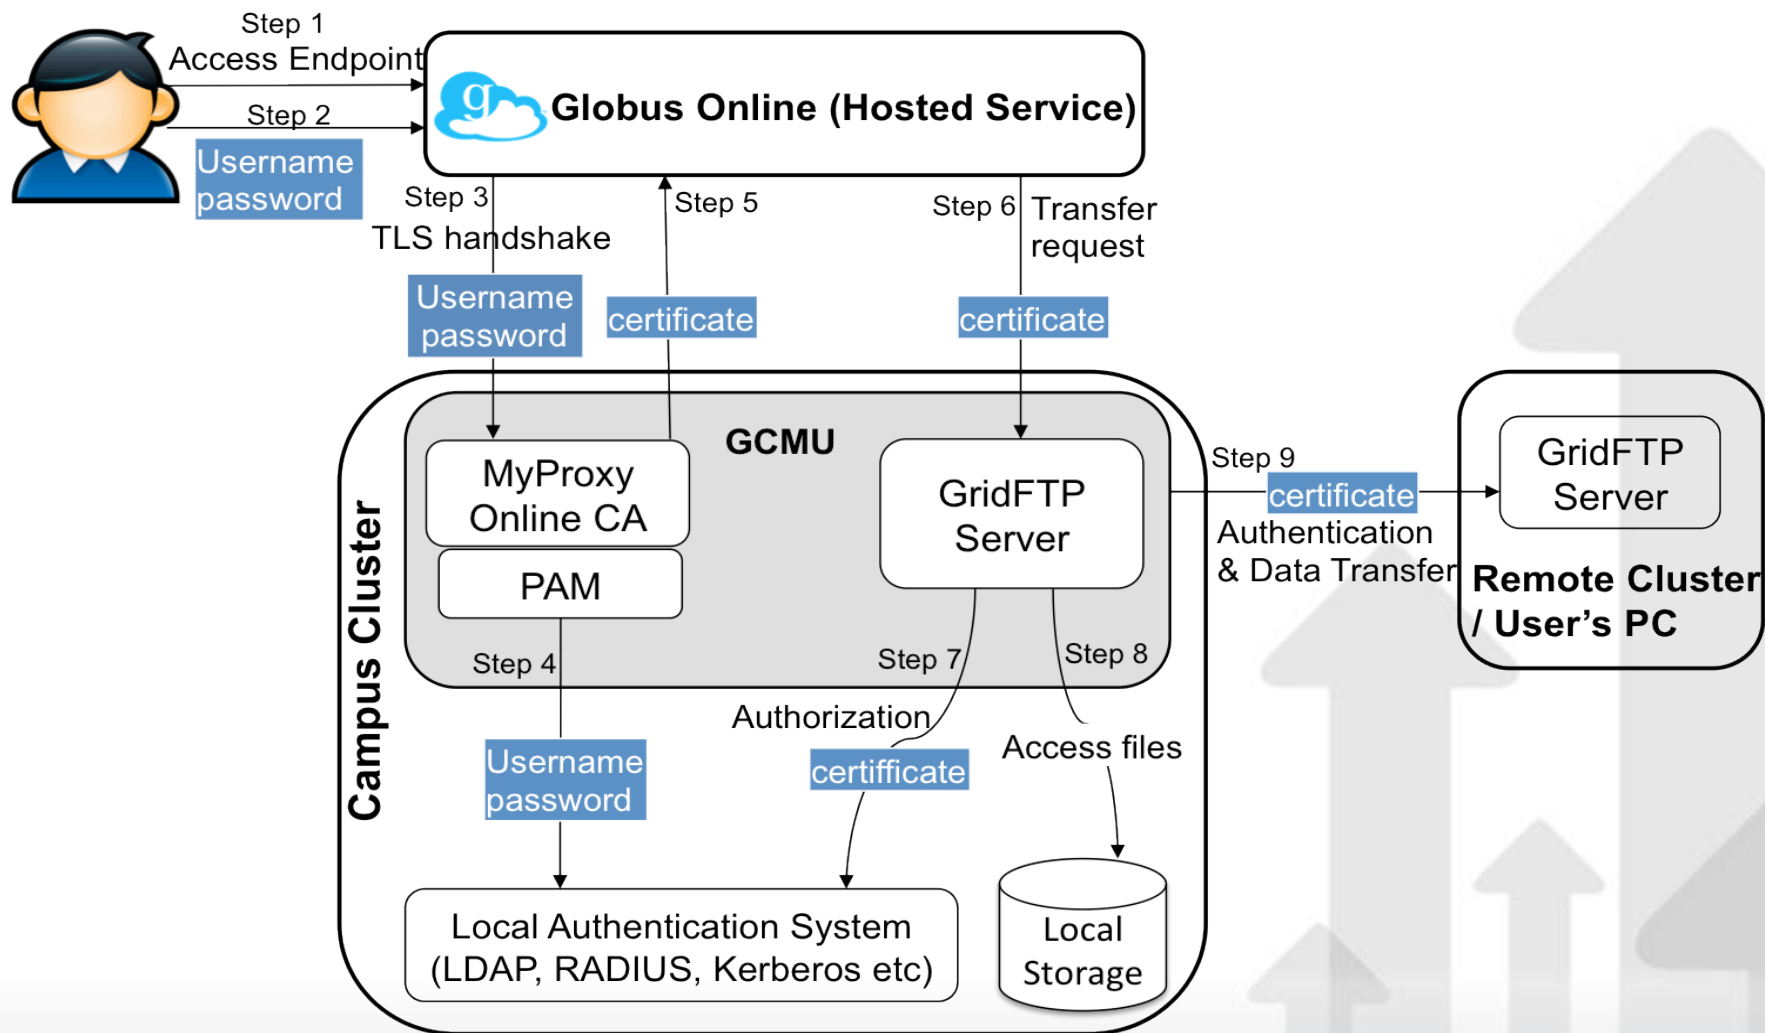 Step 1
Access Endpoint
Step 2
Username
password
g
Globus Online (Hosted Service)
Step 3
TLS handshake
Username
password
Step 5
certificate
Step 6
Transfer
request
certificate
Campus Cluster
GCMU
MyProxy
Online CA
PAM
GridFTP
Server
Step 9
certificate
Authentication
& Data Transfer
GridFTP
Server
Remote Cluster
/ User’s PC
Step 4
Username
password
Step 7
Authorization
certifficate
Step 8
Access files
Local Authentication System
(LDAP, RADIUS, Kerberos etc)
Local
Storage